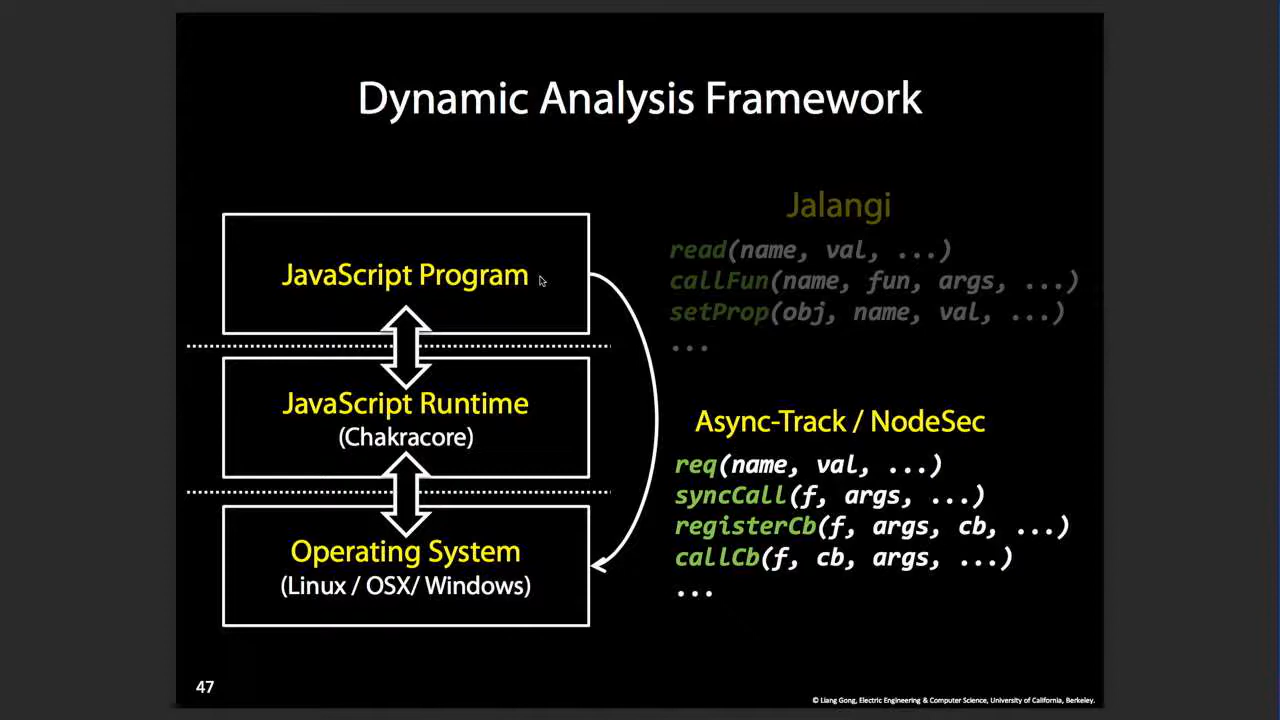 Dynamic Analysis Framework
JavaScript Program
JavaScript Runtime
(Chakracore)
Operating System
(Linux / OSX/ Windows)
Jalangi
read(name, val, ...)
callFun(name, fun, args, ...)
setProp(obj, name, val, ...)
...
Async-Track / NodeSec
req(name, val, ...)
syncCall(f, args, ...)
registerCb(f, args, cb, ...)
callCb(f, cb, args, ...)
...
47
© Liang Gong, Electric Engineering & Computer Science, University of California, Berkeley.